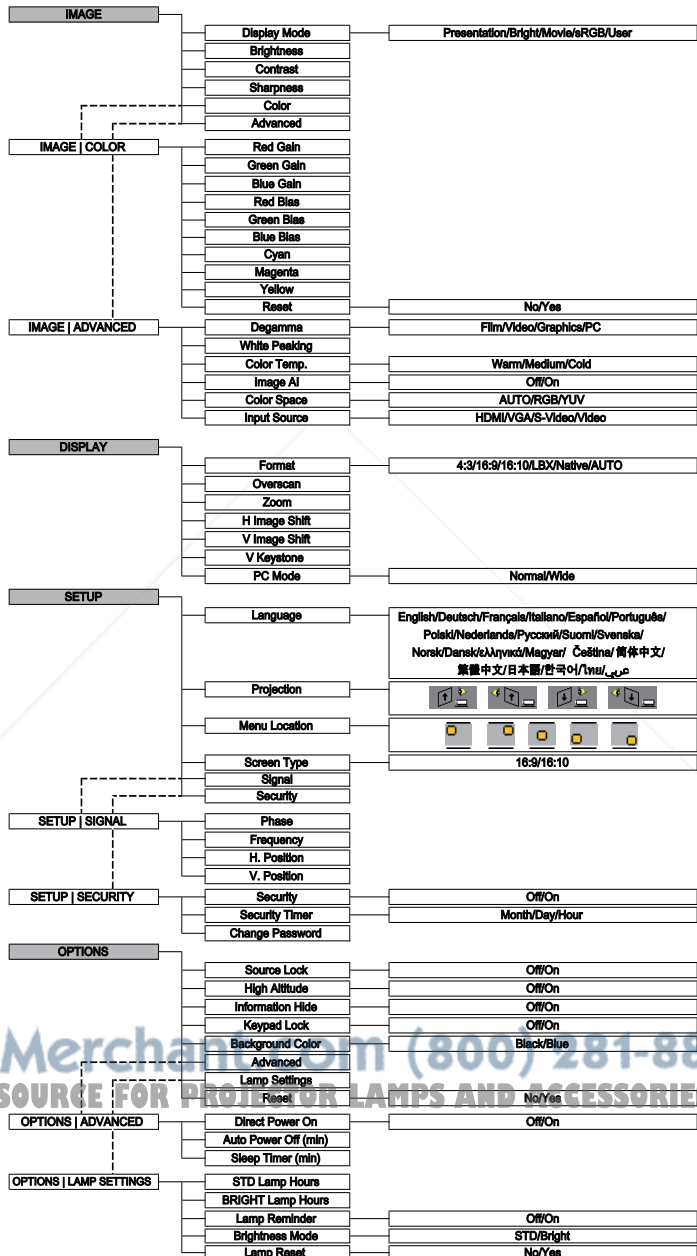 IMAGE
Display Mode Presentation/Bright/Movie/sRGB/User
Brightness
Contrast
Sharpness
Color
Advanced
IMAGE | COLOR Red Gain
Green Gain
Blue Gain
Red Bias
Green Bias
Blue Bias
Cyan
Magenta
Yellow
Reset No/Yes
IMAGE | ADVANCED Degamma Film/Video/Graphics/PC
White Peaking
Color Temp. Warm/Medium/Cold
Image AI Off/On
Color Space AUTO/RGB/YUV
Input Source HDMI/VGA/S-Video/Video
DISPLAY
Format 4:3/16:9/16:10/LBX/Native/AUTO
Overscan
Zoom
H Image Shift
V Image Shift
V Keystone
PC Mode Normal/Wide
SETUP
Language English/Deutsch/Français/Italiano/Español/Português/
Polski/Nederlands/Русский/Suomi/Svenska/
Norsk/Dansk/ελληνικά/Magyar/ Čeština/ 简体中文/
繁體中文/日本語/한국어/ไทย/عربي
Projection
Menu Location
Screen Type 16:9/16:10
Signal
Security
SETUP | SIGNAL Phase
Frequency
H. Position
V. Position
SETUP | SECURITY Security Off/On
Security Timer Month/Day/Hour
Change Password
OPTIONS
Source Lock Off/On
High Altitude Off/On
Information Hide Off/On
Keypad Lock Off/On
Background Color Black/Blue
Advanced
Lamp Settings
Reset No/Yes
Merchant om (800) 281-88
SOURCE FOR PROJECTOR LAMPS AND ACCESSORIE
OPTIONS | ADVANCED Direct Power On Off/On
Auto Power Off (min)
Sleep Timer (min)
OPTIONS | LAMP SETTINGS STD Lamp Hours
BRIGHT Lamp Hours
Lamp Reminder Off/On
Brightness Mode STD/Bright
Lamp Reset No/Yes